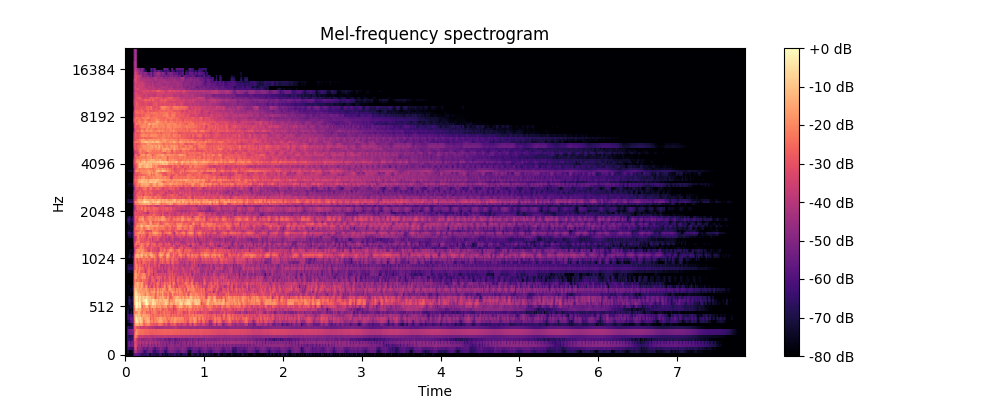 Mel-frequency spectrogram
Hz
16384
8192
4096
2048
1024
512
0
0 1 2 3 4 5 6 7
Time
+0 dB
-10 dB
-20 dB
-30 dB
-40 dB
-50 dB
-60 dB
-70 dB
-80 dB